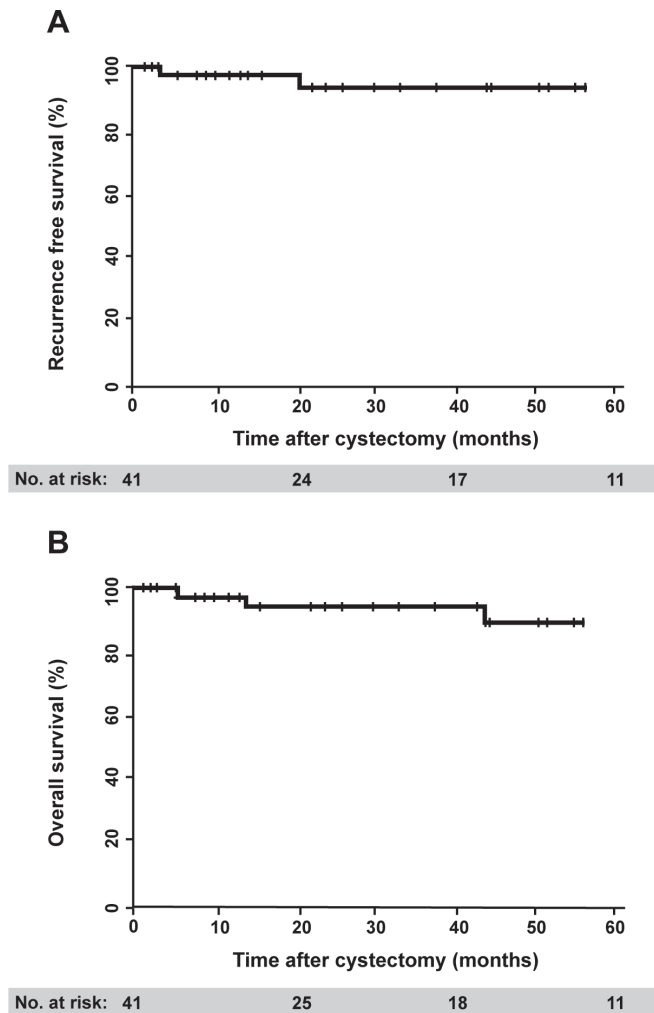 A
Recurrence free survival (%)
100
80
60
40
20
0
0 10 20 30 40 50 60
Time after cystectomy (months)
No. at risk: 41 24 17 11
B
Overall survival (%)
100
80
60
40
20
0
0 10 20 30 40 50 60
Time after cystectomy (months)
No. at risk: 41 25 18 11